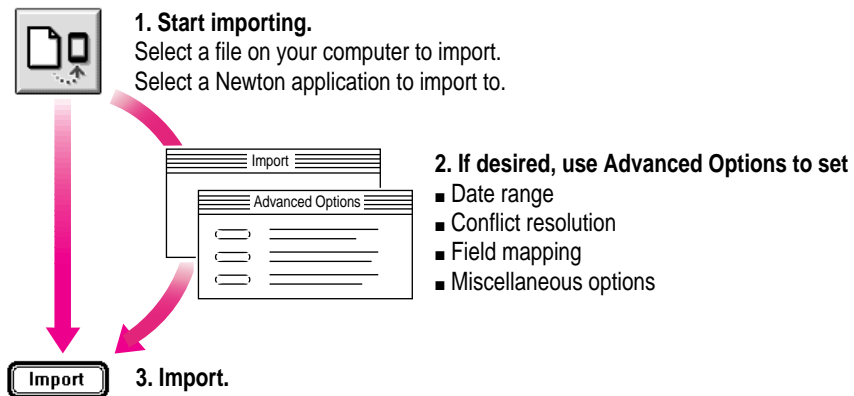 1. Start importing.
Select a file on your computer to import.
Select a Newton application to import to.
Import
Advanced Options
2. If desired, use Advanced Options to set
■ Date range
■ Conflict resolution
■ Field mapping
■ Miscellaneous options
Import
3. Import.